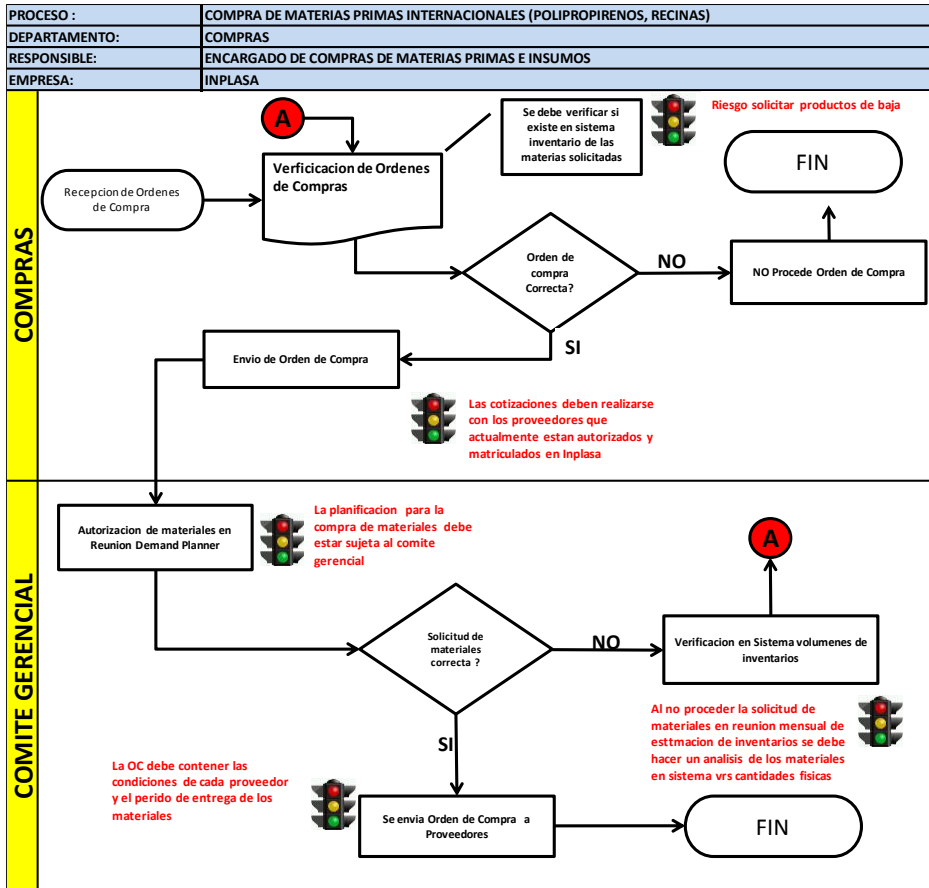 PROCESO :
COMPRA DE MATERIAS PRIMAS INTERNACIONALES (POLIPROPIRENOS, RECINAS)
DEPARTAMENTO:
COMPRAS
RESPONSIBLE:
ENCARGADO DE COMPRAS DE MATERIAS PRIMAS E INSUMOS
EMPRESA:
INPLASA
COMPRAS
A
Se debe verificar si
existe en sistema
inventario de las
materias solicitadas
Riesgo solicitar productos de baja
FIN
Verficicacion de Ordenes
de Compras
Recepcion de Ordenes
de Compra
Orden de
compra
Correcta?
NO
NO Procede Orden de Compra
SI
Envio de Orden de Compra
Las cotizaciones deben realizarse
con los proveedores que
actualmente estan autorizados y
matriculados en Inplasa
COMITE GERENCIAL
Autorizacion de materiales en
Reunion Demand Planner
La planificacion para la
compra de materiales debe
estar sujeta al comite
gerencial
A
Solicitud de
materiales
correcta ?
NO
Verificacion en Sistema volumenes de
inventarios
Al no proceder la solicitud de
materiales en reunion mensual de
esttmacion de inventarios se debe
hacer un analisis de los materiales
en sistema vrs cantidades fisicas
SI
La OC debe contener las
condiciones de cada proveedor
y el perido de entrega de los
materiales
Se envia Orden de Compra a
Proveedores
FIN